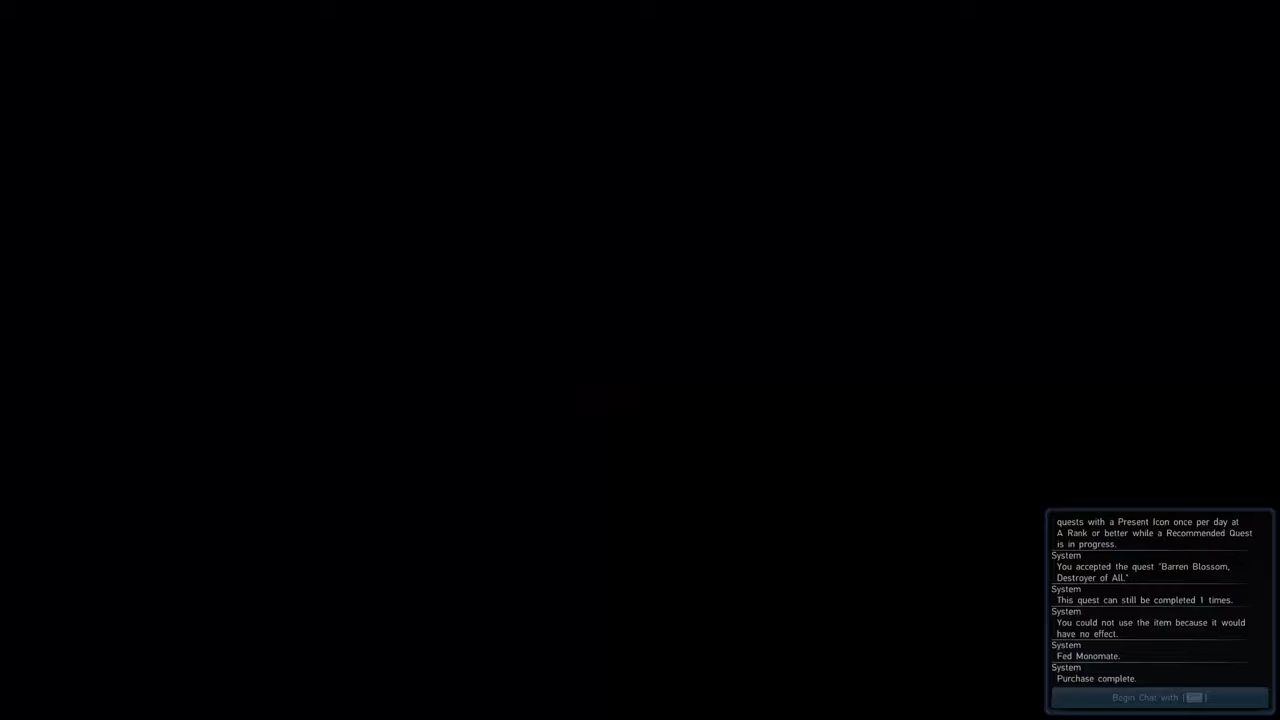 quests with a Present Icon once per day at
A Rank or better while a Recommended Quest
is in progress.
System
You accepted the quest "Barren Blossom,
Destroyer of All."
System
This quest can still be completed 1 times.
System
You could not use the item because it would
have no effect.
System
Fed Monomate.
System
Purchase complete.
Begin Chat with [ ]